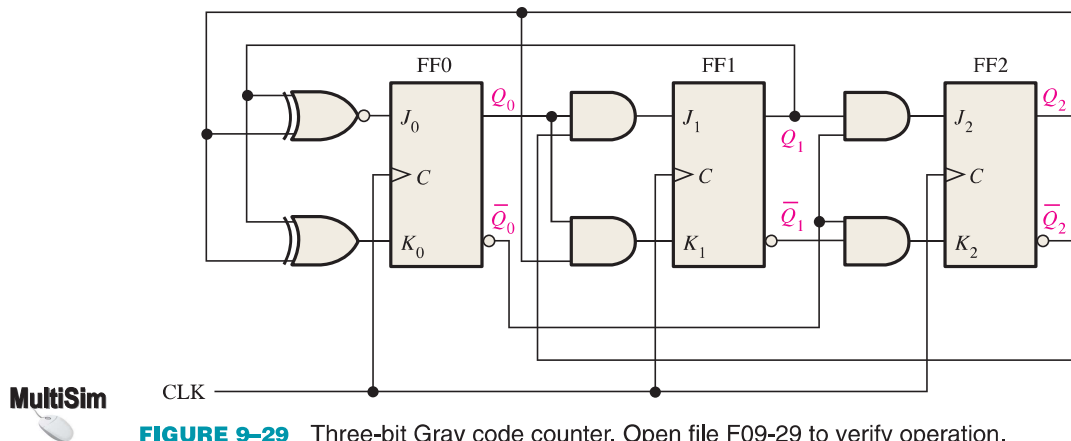 FF0 FF1 FF2
J₀ Q₀ J₁ Q₁ J₂ Q₂
C C C
K₀ Q̅₀ K₁ Q̅₁ K₂ Q̅₂
CLK
MultiSim
FIGURE 9–29 Three-bit Gray code counter. Open file F09-29 to verify operation.